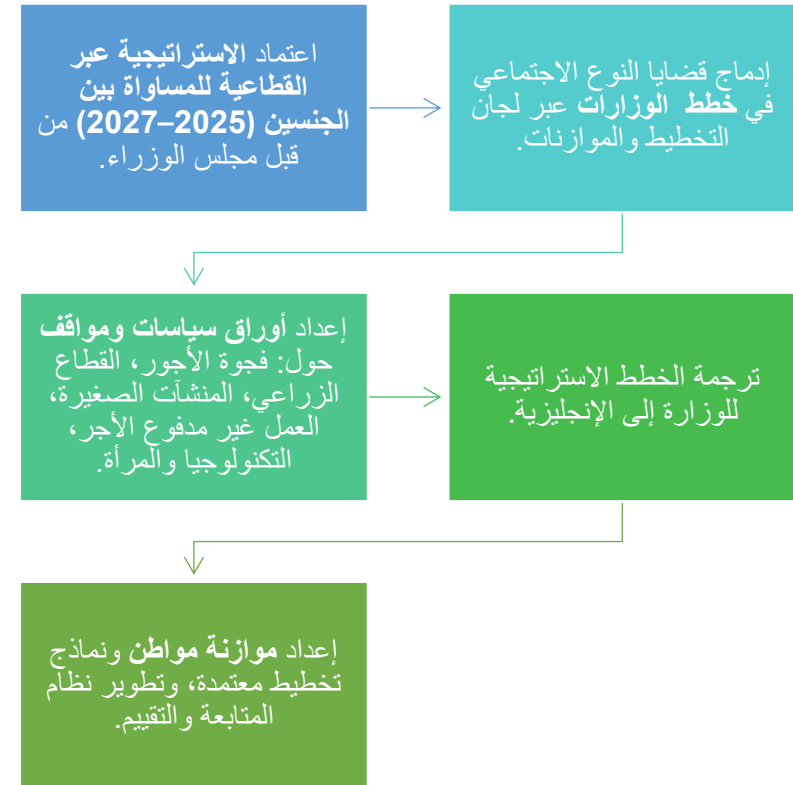 اعتماد الاستراتيجية عبر
القطاعية للمساواة بين
الجنسين (2025–2027) من
قبل مجلس الوزراء.
إدماج قضايا النوع الاجتماعي
في خطط الوزارات عبر لجان
التخطيط والموازنات.
إعداد أوراق سياسات ومواقف
حول: فجوة الأجور، القطاع
الزراعي، المنشآت الصغيرة،
العمل غير مدفوع الأجر،
التكنولوجيا والمرأة.
ترجمة الخطط الاستراتيجية
للوزارة إلى الإنجليزية.
إعداد موازنة مواطن ونماذج
تخطيط معتمدة، وتطوير نظام
المتابعة والتقييم.